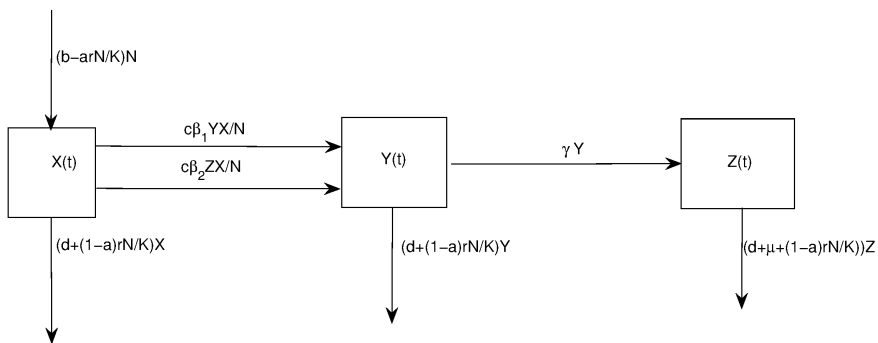 (b−arN/K)N
cβ₁YX/N
X(t)
cβ₂ZX/N
Y(t)
γ Y
Z(t)
(d+(1−a)rN/K)X
(d+(1−a)rN/K)Y
(d+μ+(1−a)rN/K))Z